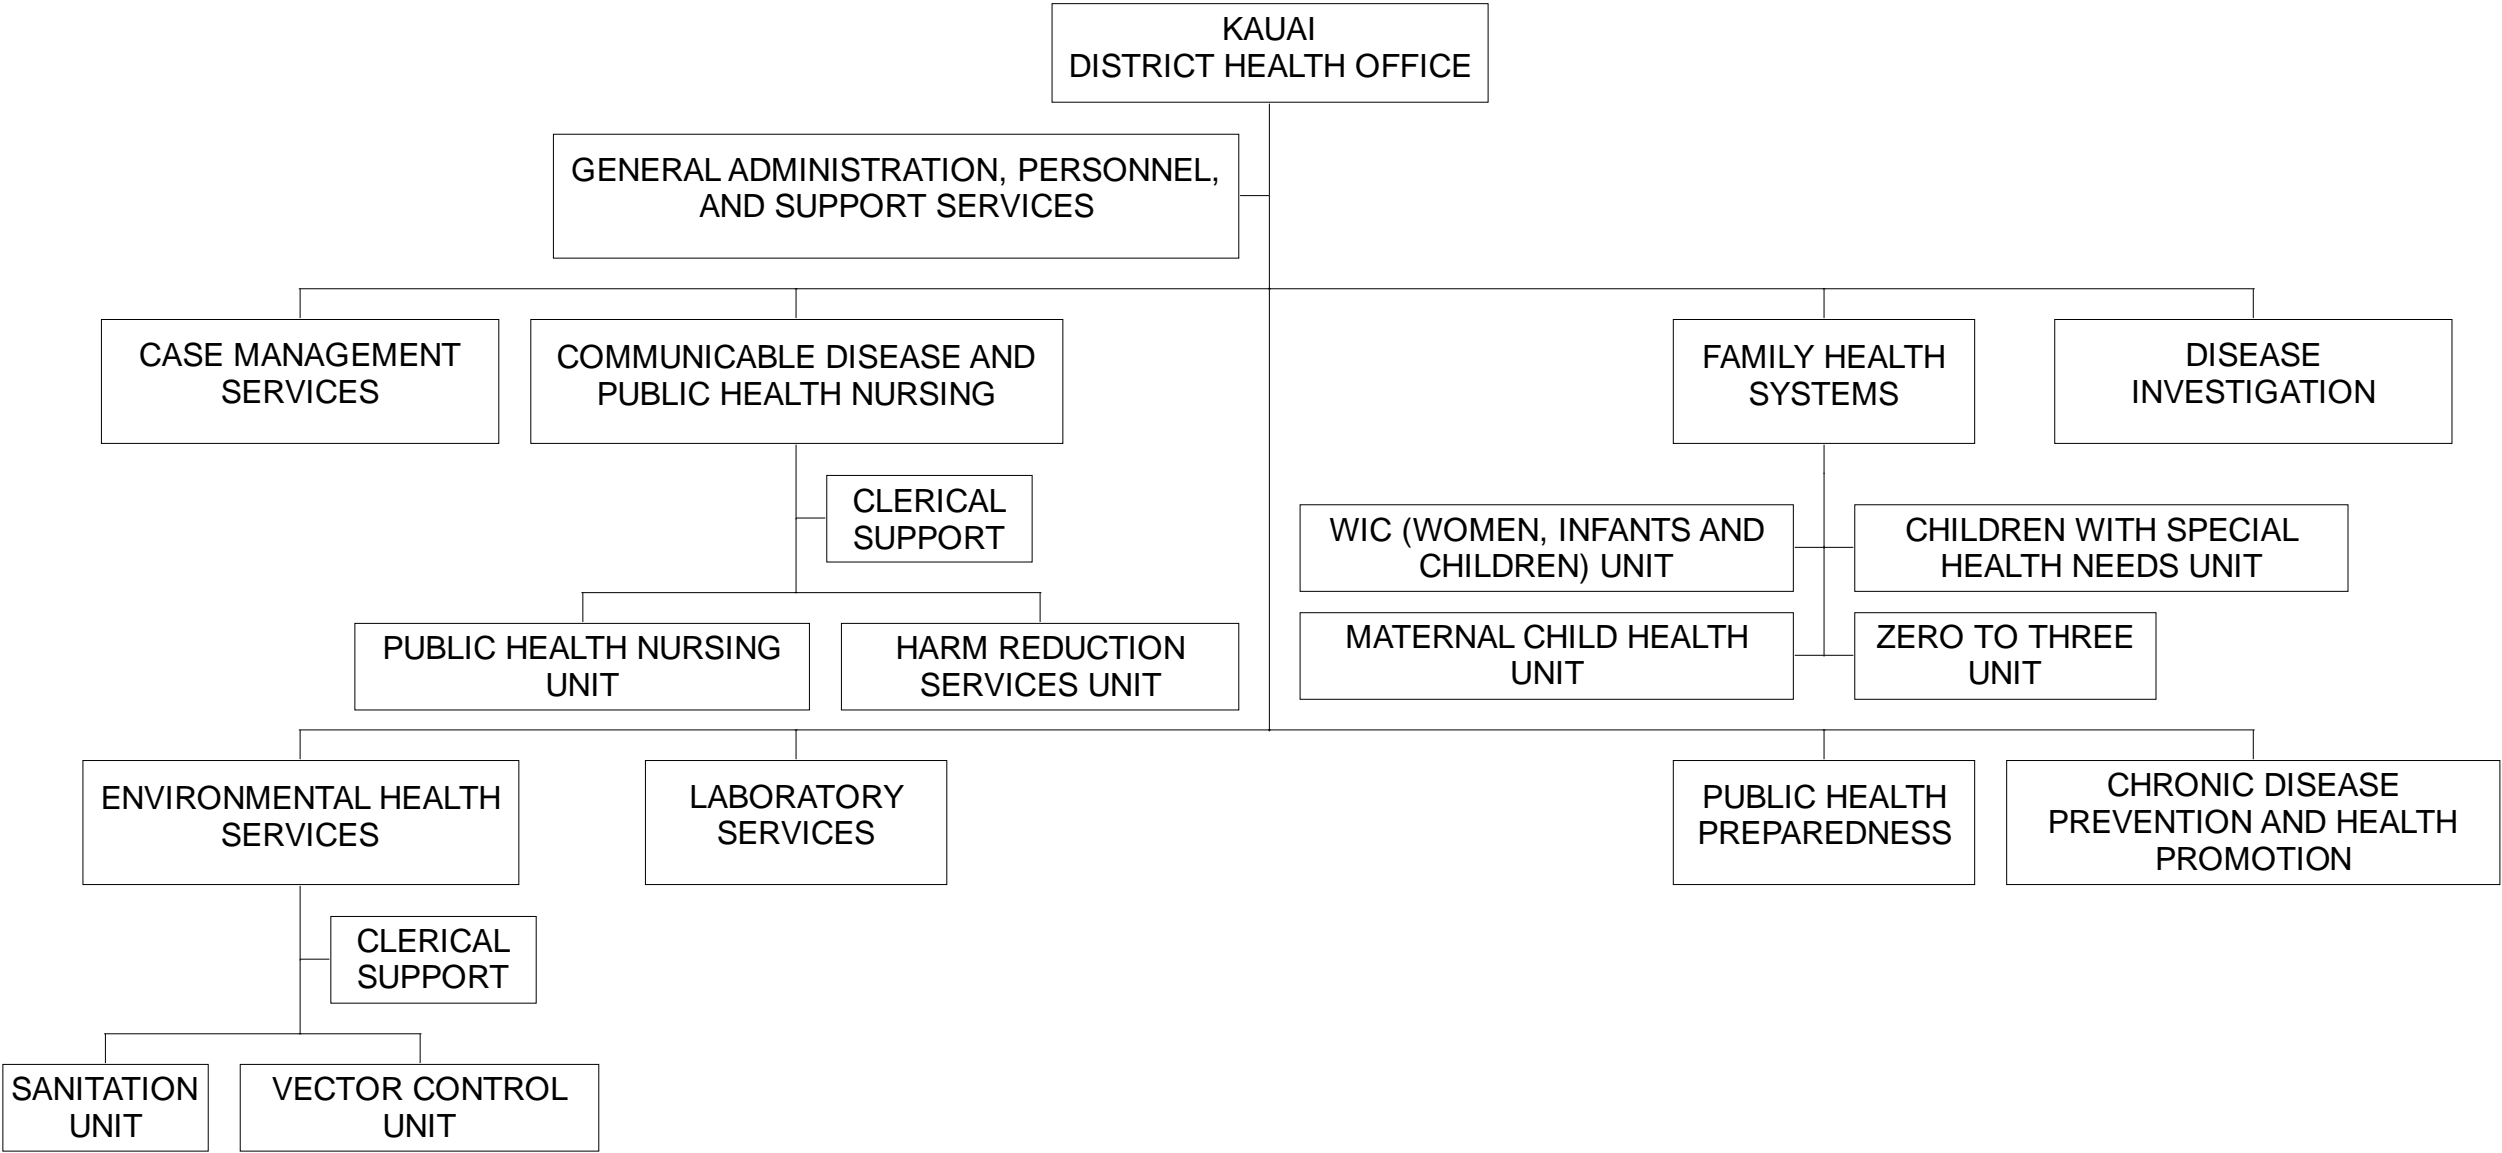 KAUAI
DISTRICT HEALTH OFFICE
GENERAL ADMINISTRATION, PERSONNEL,
AND SUPPORT SERVICES
CASE MANAGEMENT
SERVICES
COMMUNICABLE DISEASE AND
PUBLIC HEALTH NURSING
FAMILY HEALTH
SYSTEMS
DISEASE
INVESTIGATION
CLERICAL
SUPPORT
WIC (WOMEN, INFANTS AND
CHILDREN) UNIT
CHILDREN WITH SPECIAL
HEALTH NEEDS UNIT
PUBLIC HEALTH NURSING
UNIT
HARM REDUCTION
SERVICES UNIT
MATERNAL CHILD HEALTH
UNIT
ZERO TO THREE
UNIT
ENVIRONMENTAL HEALTH
SERVICES
LABORATORY
SERVICES
PUBLIC HEALTH
PREPAREDNESS
CHRONIC DISEASE
PREVENTION AND HEALTH
PROMOTION
CLERICAL
SUPPORT
SANITATION
UNIT
VECTOR CONTROL
UNIT